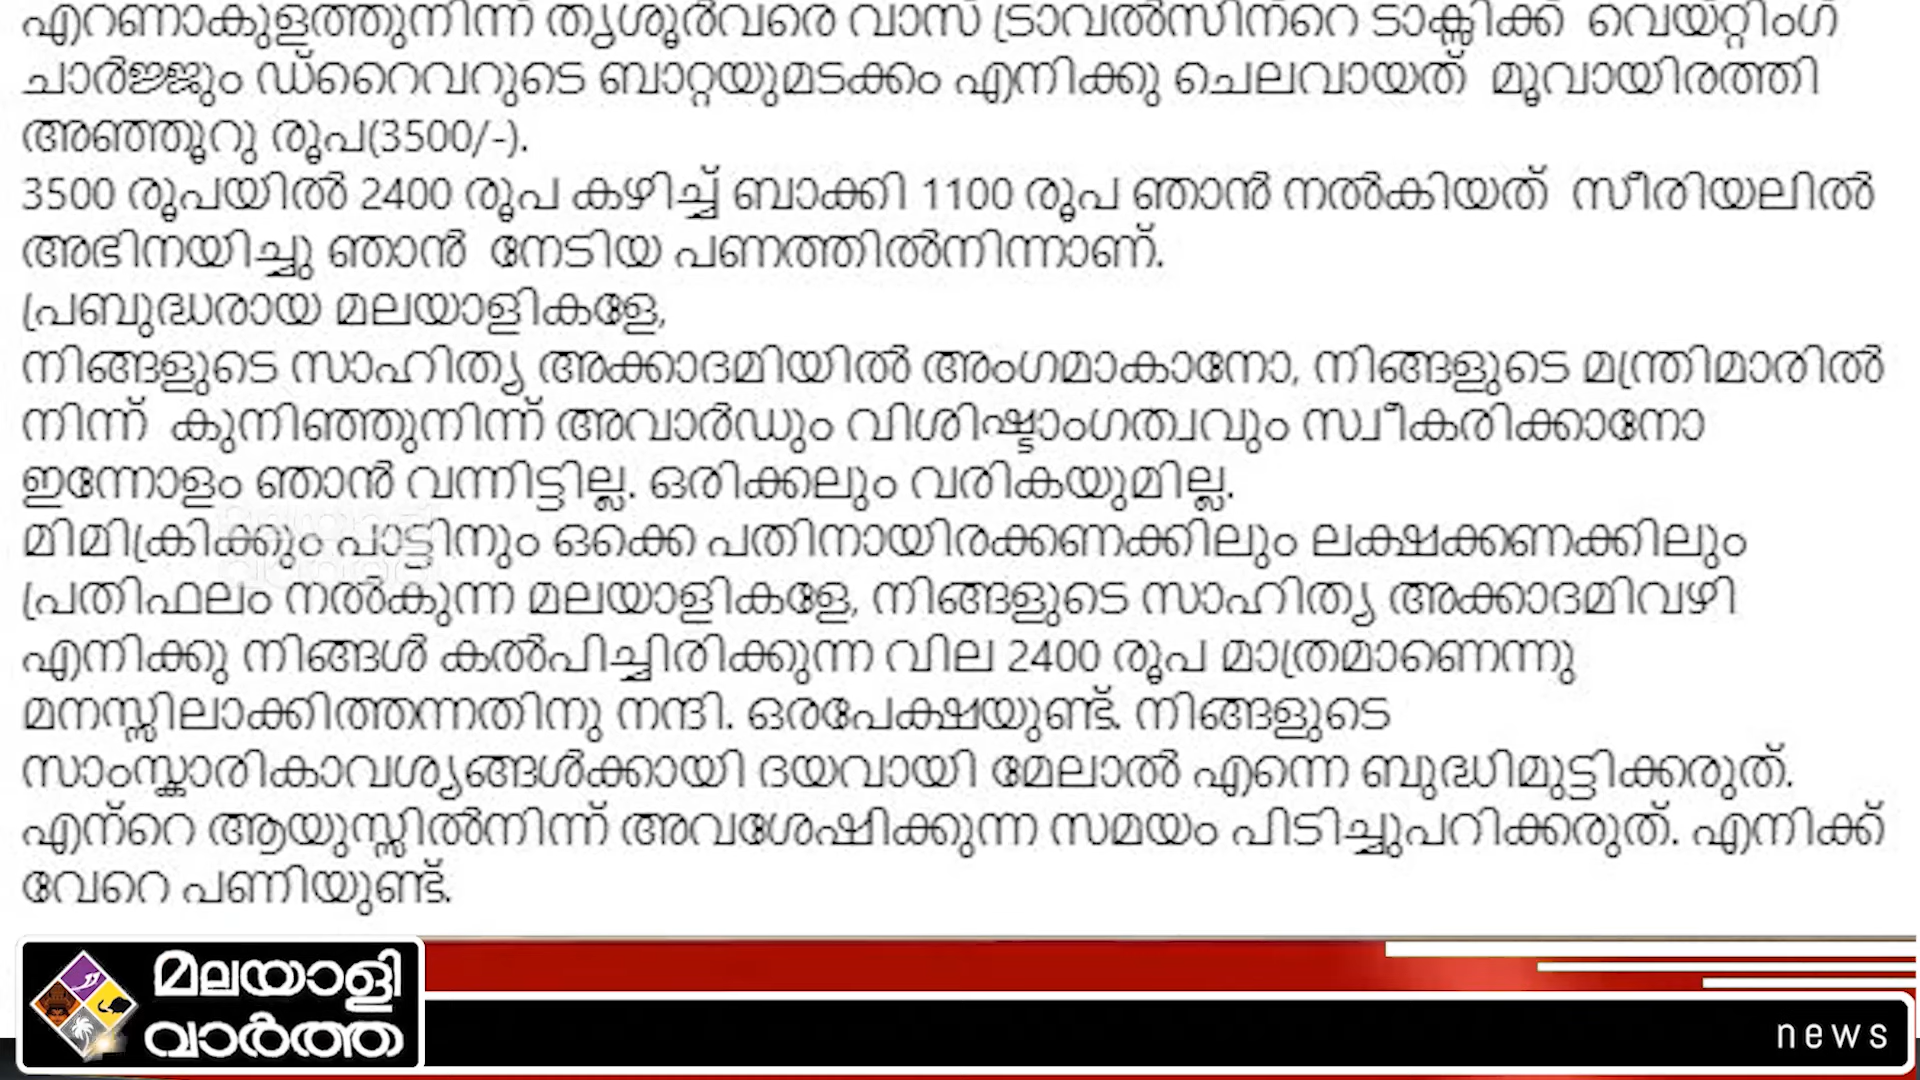 എറണാകുളത്തുനിന്ന് തൃശൂർവരെ വാസ് ട്രാവൽസിന്റെ ടാക്സിക്ക് വെയ്റ്റിംഗ്
ചാർജ്ജും ഡ്രൈവറുടെ ബാറ്റയുമടക്കം എനിക്കു ചെലവായത് മൂവായിരത്തി
അഞ്ഞൂറു രൂപ(3500/-).
3500 രൂപയിൽ 2400 രൂപ കഴിച്ച് ബാക്കി 1100 രൂപ ഞാൻ നൽകിയത് സീരിയലിൽ
അഭിനയിച്ചു ഞാൻ നേടിയ പണത്തിൽനിന്നാണ്.
പ്രബുദ്ധരായ മലയാളികളേ,
നിങ്ങളുടെ സാഹിത്യ അക്കാദമിയിൽ അംഗമാകാനോ, നിങ്ങളുടെ മന്ത്രിമാരിൽ
നിന്ന് കുനിഞ്ഞുനിന്ന് അവാർഡും വിശിഷ്ടാംഗത്വവും സ്വീകരിക്കാനോ
ഇന്നോളം ഞാൻ വന്നിട്ടില്ല. ഒരിക്കലും വരികയുമില്ല.
മിമിക്രിക്കും പാട്ടിനും ഒക്കെ പതിനായിരക്കണക്കിലും ലക്ഷക്കണക്കിലും
പ്രതിഫലം നൽകുന്ന മലയാളികളേ, നിങ്ങളുടെ സാഹിത്യ അക്കാദമിവഴി
എനിക്കു നിങ്ങൾ കൽപിച്ചിരിക്കുന്ന വില 2400 രൂപ മാത്രമാണെന്നു
മനസ്സിലാക്കിത്തന്നതിനു നന്ദി. ഒരപേക്ഷയുണ്ട്. നിങ്ങളുടെ
സാംസ്കാരികാവശ്യങ്ങൾക്കായി ദയവായി മേലാൽ എന്നെ ബുദ്ധിമുട്ടിക്കരുത്.
എന്റെ ആയുസ്സിൽനിന്ന് അവശേഷിക്കുന്ന സമയം പിടിച്ചുപറിക്കരുത്. എനിക്ക്
വേറെ പണിയുണ്ട്.
മലയാളി
വാർത്ത
news